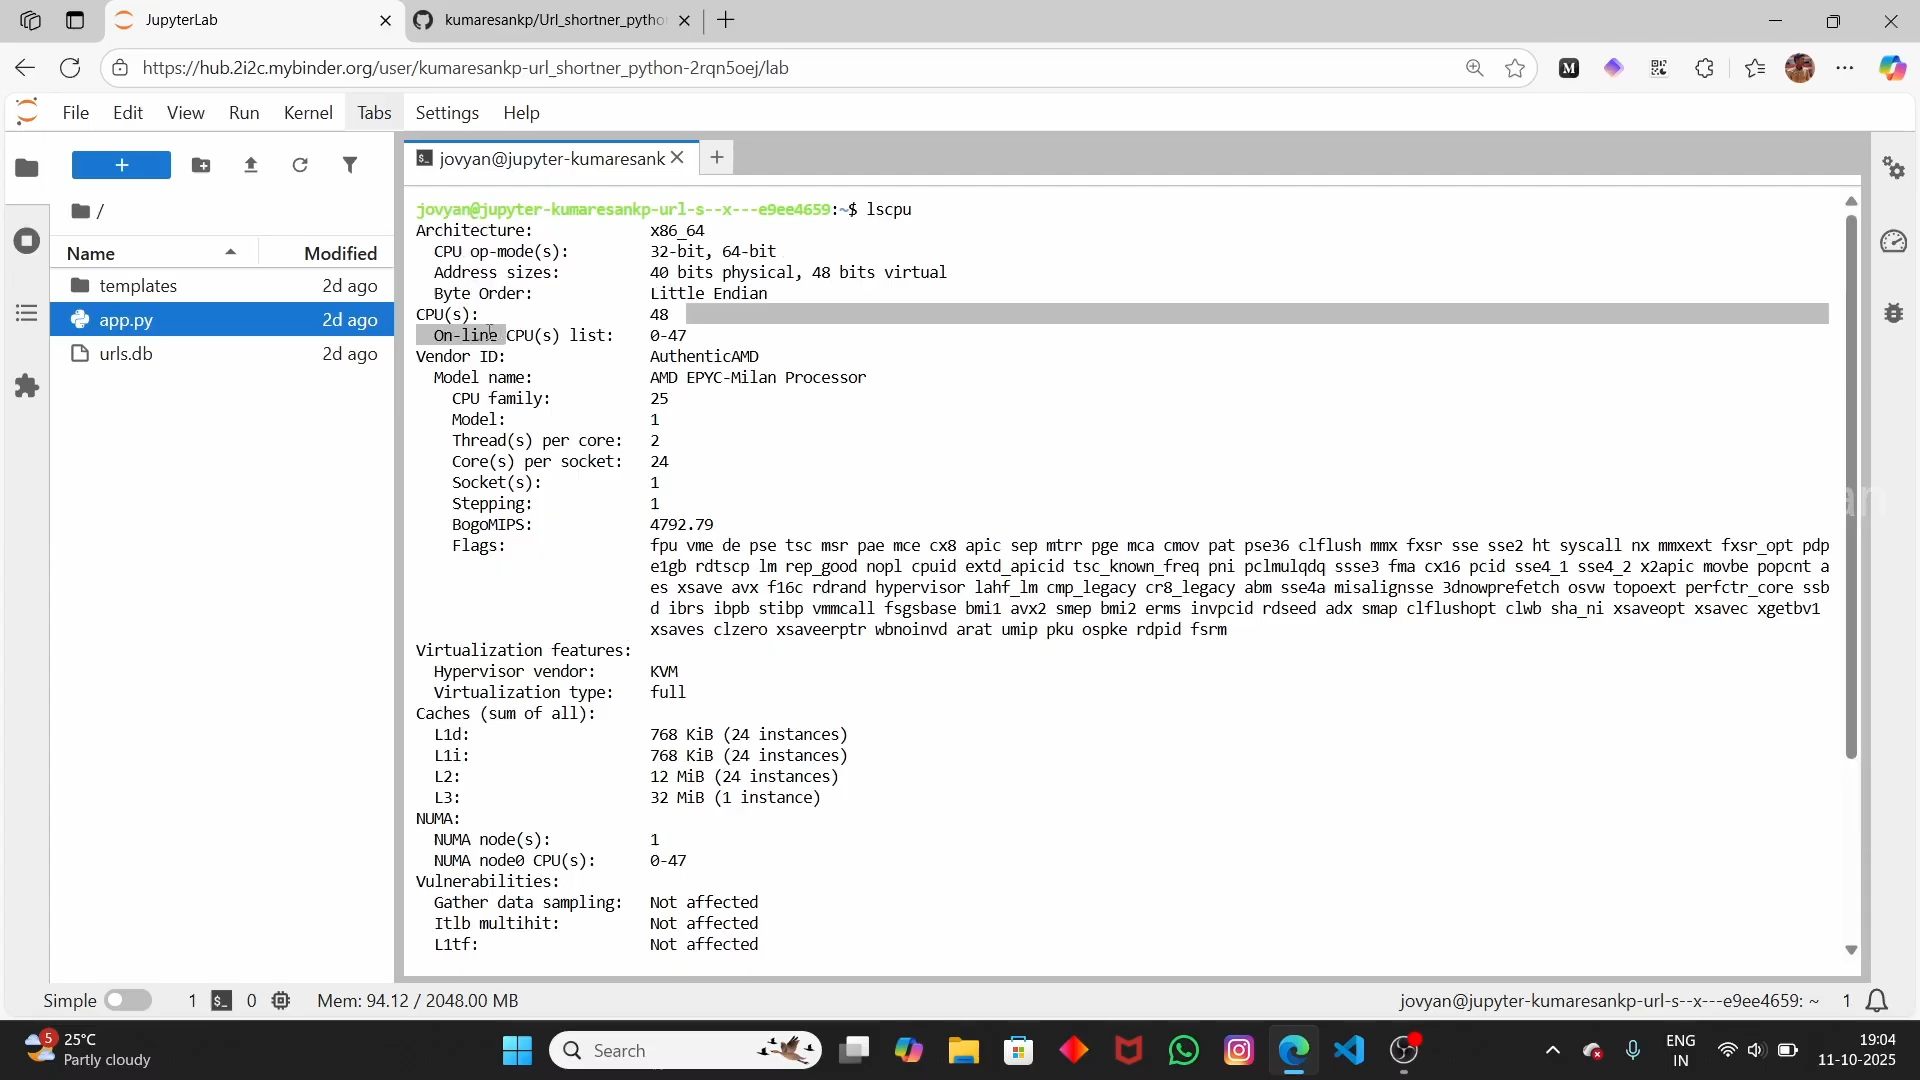 JupyterLab
kumaresankp/Url_shortner_pytho
https://hub.2i2c.mybinder.org/user/kumaresankp-url_shortner_python-2rqn5oej/lab
File Edit View Run Kernel Tabs Settings Help
jovyan@jupyter-kumaresank
/
Name Modified
templates 2d ago
app.py 2d ago
urls.db 2d ago
jovyan@jupyter-kumaresankp-url-s--x---e9ee4659:~$ lscpu
Architecture: x86_64
CPU op-mode(s): 32-bit, 64-bit
Address sizes: 40 bits physical, 48 bits virtual
Byte Order: Little Endian
CPU(s): 48
On-line CPU(s) list: 0-47
Vendor ID: AuthenticAMD
Model name: AMD EPYC-Milan Processor
CPU family: 25
Model: 1
Thread(s) per core: 2
Core(s) per socket: 24
Socket(s): 1
Stepping: 1
BogoMIPS: 4792.79
Flags: fpu vme de pse tsc msr pae mce cx8 apic sep mtrr pge mca cmov pat pse36 clflush mmx fxsr sse sse2 ht syscall nx mmxext fxsr_opt pdp
e1gb rdtscp lm rep_good nopl cpuid extd_apicid tsc_known_freq pni pclmulqdq ssse3 fma cx16 pcid sse4_1 sse4_2 x2apic movbe popcnt a
es xsave avx f16c rdrand hypervisor lahf_lm cmp_legacy cr8_legacy abm sse4a misalignsse 3dnowprefetch osvw topoext perfctr_core ssb
d ibrs ibpb stibp vmmcall fsgsbase bmi1 avx2 smep bmi2 erms invpcid rdseed adx smap clflushopt clwb sha_ni xsaveopt xsavec xgetbv1
xsaves clzero xsaveerptr wbnoinvd arat umip pku ospke rdpid fsrm
Virtualization features:
Hypervisor vendor: KVM
Virtualization type: full
Caches (sum of all):
L1d: 768 KiB (24 instances)
L1i: 768 KiB (24 instances)
L2: 12 MiB (24 instances)
L3: 32 MiB (1 instance)
NUMA:
NUMA node(s): 1
NUMA node0 CPU(s): 0-47
Vulnerabilities:
Gather data sampling: Not affected
Itlb multihit: Not affected
L1tf: Not affected
Simple 1 0 Mem: 94.12 / 2048.00 MB jovyan@jupyter-kumaresankp-url-s--x---e9ee4659: ~ 1
5 25°C
Partly cloudy
Search
ENG
IN
19:04
11-10-2025